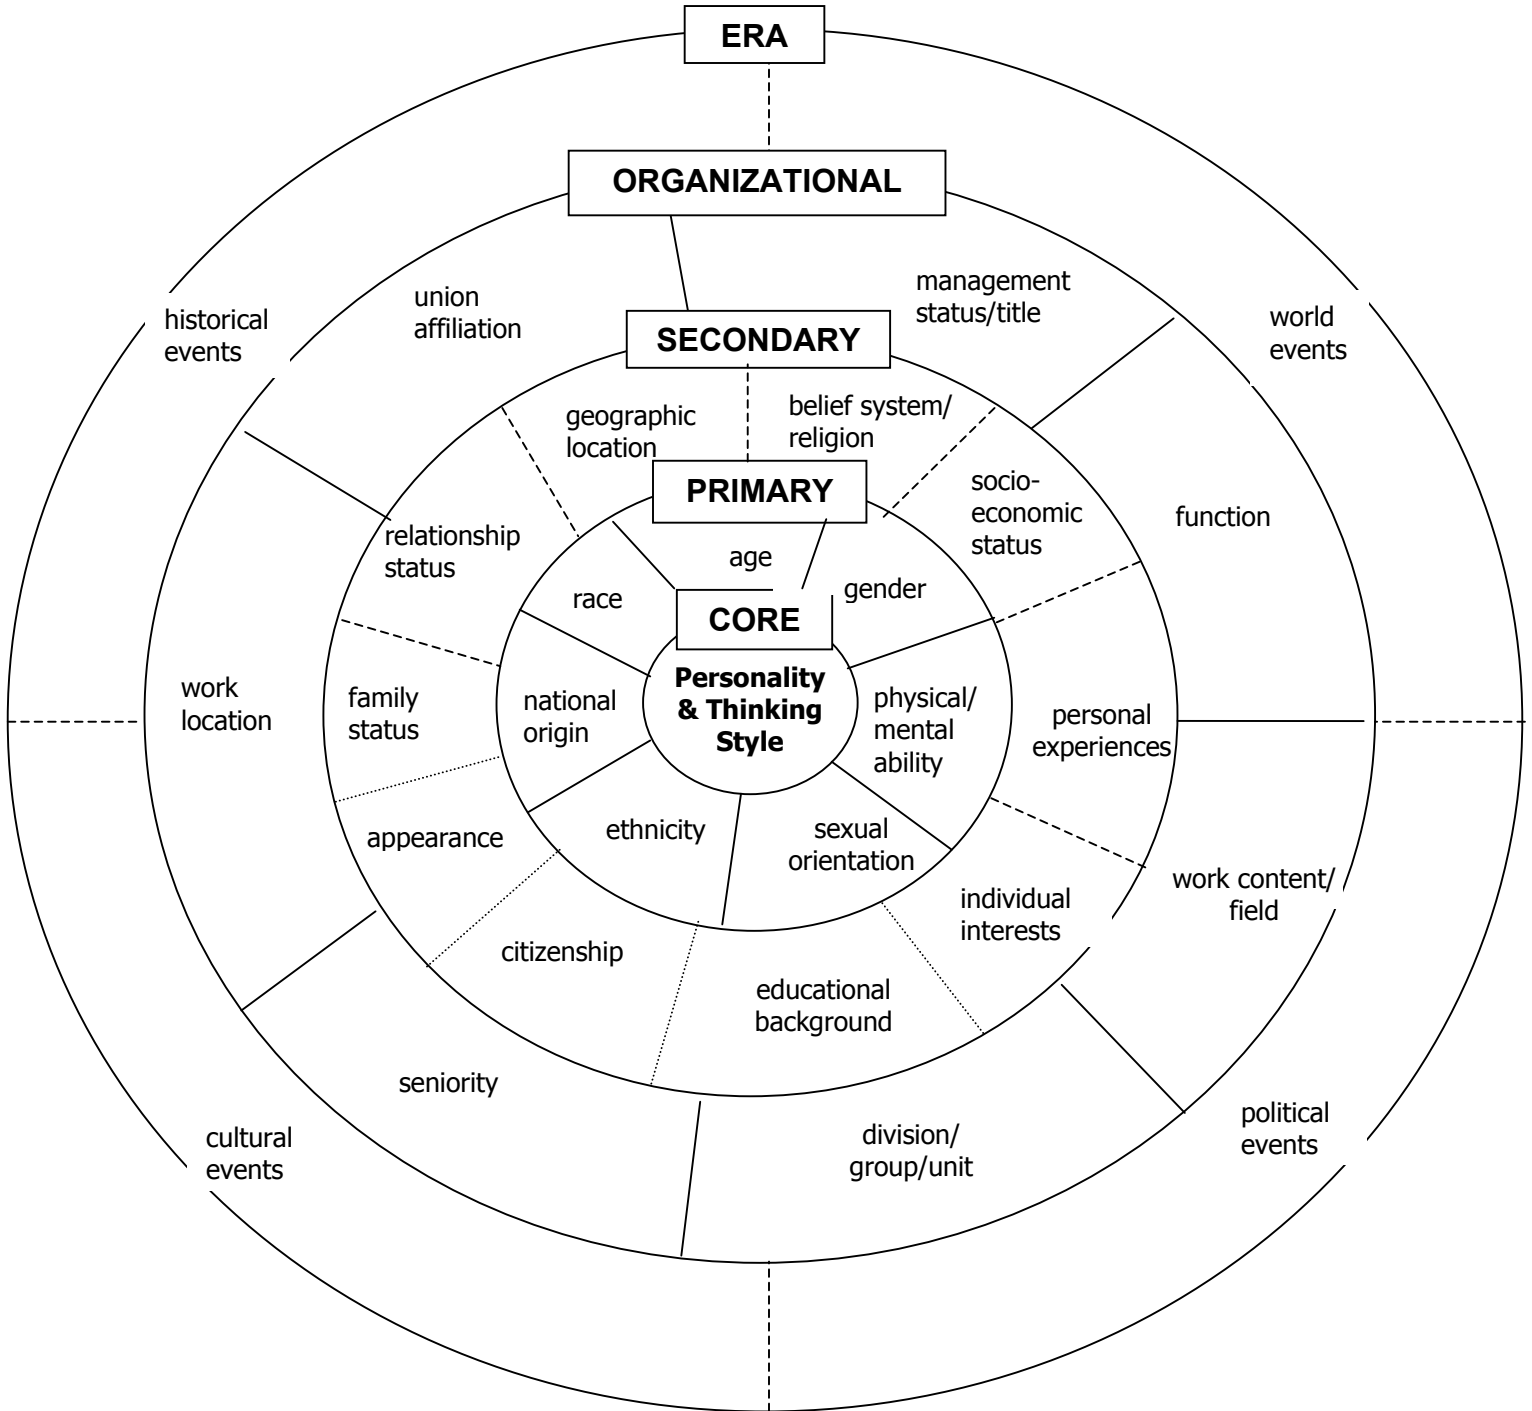 ERA
ORGANIZATIONAL
union
affiliation
management
status/title
historical
events
world
events
SECONDARY
geographic
location
belief system/
religion
PRIMARY
socio-
economic
status
function
relationship
status
age
race
gender
CORE
Personality
& Thinking
Style
work
location
family
status
national
origin
physical/
mental
ability
personal
experiences
appearance
ethnicity
sexual
orientation
work content/
field
individual
interests
citizenship
educational
background
seniority
cultural
events
division/
group/unit
political
events